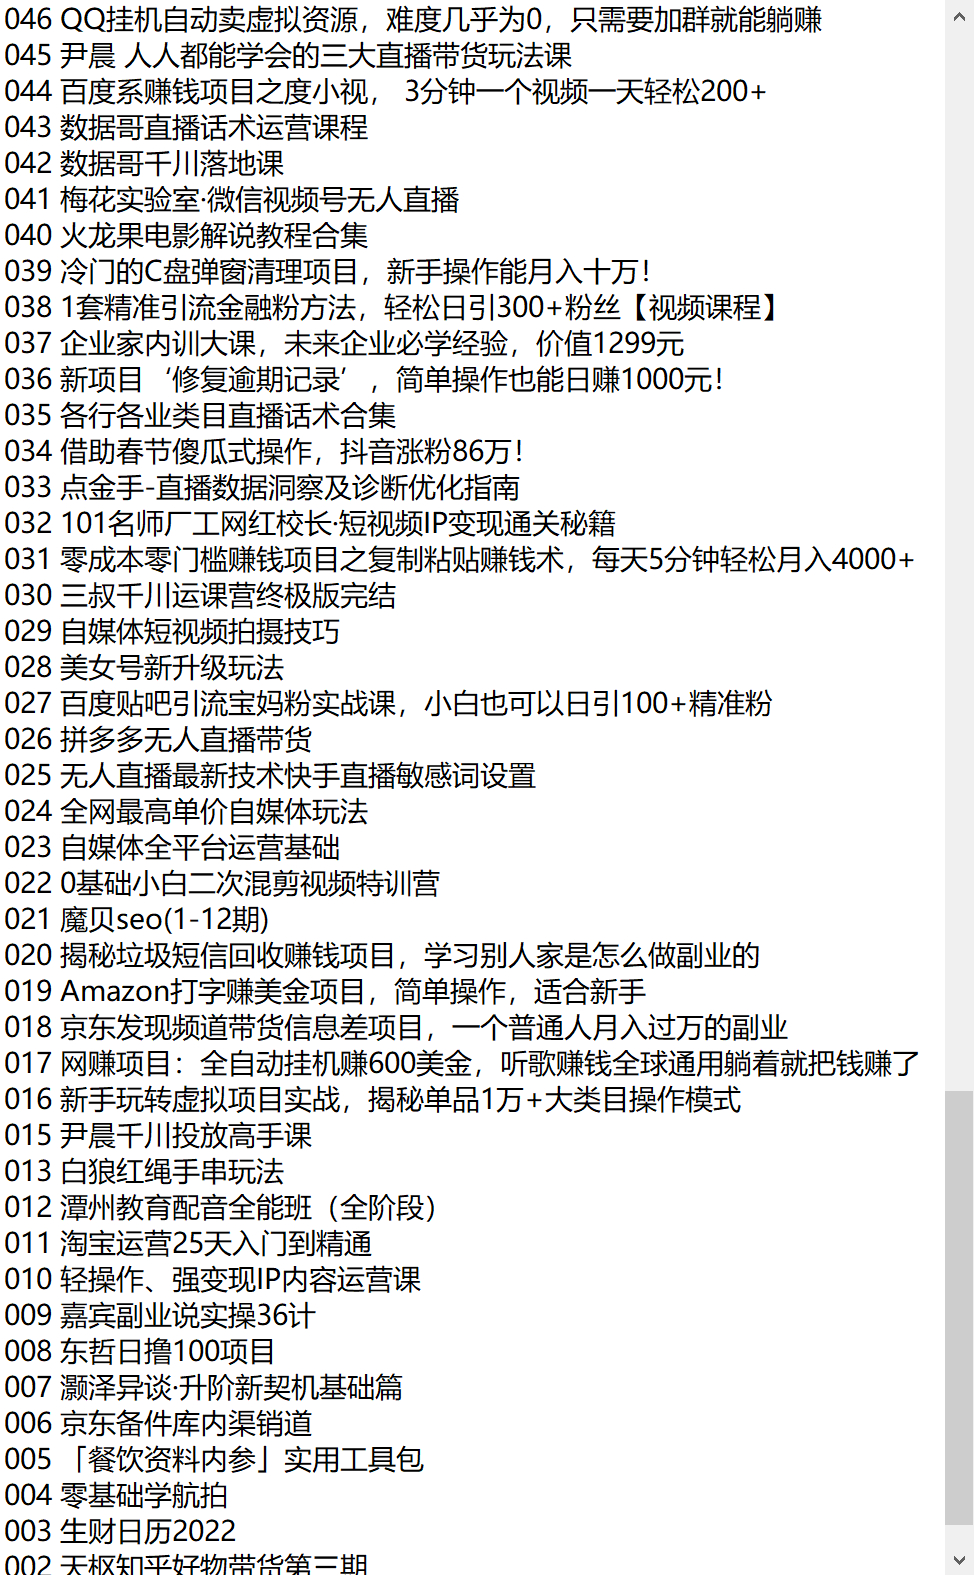 046 QQ挂机自动卖虚拟资源，难度几乎为0，只需要加群就能躺赚
045 尹晨 人人都能学会的三大直播带货玩法课
044 百度系赚钱项目之度小视， 3分钟一个视频一天轻松200+
043 数据哥直播话术运营课程
042 数据哥千川落地课
041 梅花实验室·微信视频号无人直播
040 火龙果电影解说教程合集
039 冷门的C盘弹窗清理项目，新手操作能月入十万！
038 1套精准引流金融粉方法，轻松日引300+粉丝【视频课程】
037 企业家内训大课，未来企业必学经验，价值1299元
036 新项目‘修复逾期记录’，简单操作也能日赚1000元！
035 各行各业类目直播话术合集
034 借助春节傻瓜式操作，抖音涨粉86万！
033 点金手-直播数据洞察及诊断优化指南
032 101名师厂工网红校长·短视频IP变现通关秘籍
031 零成本零门槛赚钱项目之复制粘贴赚钱术，每天5分钟轻松月入4000+
030 三叔千川运课营终极版完结
029 自媒体短视频拍摄技巧
028 美女号新升级玩法
027 百度贴吧引流宝妈粉实战课，小白也可以日引100+精准粉
026 拼多多无人直播带货
025 无人直播最新技术快手直播敏感词设置
024 全网最高单价自媒体玩法
023 自媒体全平台运营基础
022 0基础小白二次混剪视频特训营
021 魔贝seo(1-12期)
020 揭秘垃圾短信回收赚钱项目，学习别人家是怎么做副业的
019 Amazon打字赚美金项目，简单操作，适合新手
018 京东发现频道带货信息差项目，一个普通人月入过万的副业
017 网赚项目：全自动挂机赚600美金，听歌赚钱全球通用躺着就把钱赚了
016 新手玩转虚拟项目实战，揭秘单品1万+大类目操作模式
015 尹晨千川投放高手课
013 白狼红绳手串玩法
012 潭州教育配音全能班（全阶段）
011 淘宝运营25天入门到精通
010 轻操作、强变现IP内容运营课
009 嘉宾副业说实操36计
008 东哲日撸100项目
007 灏泽异谈·升阶新契机基础篇
006 京东备件库内渠销道
005 「餐饮资料内参」实用工具包
004 零基础学航拍
003 生财日历2022
002 天枢知乎好物带货第三期